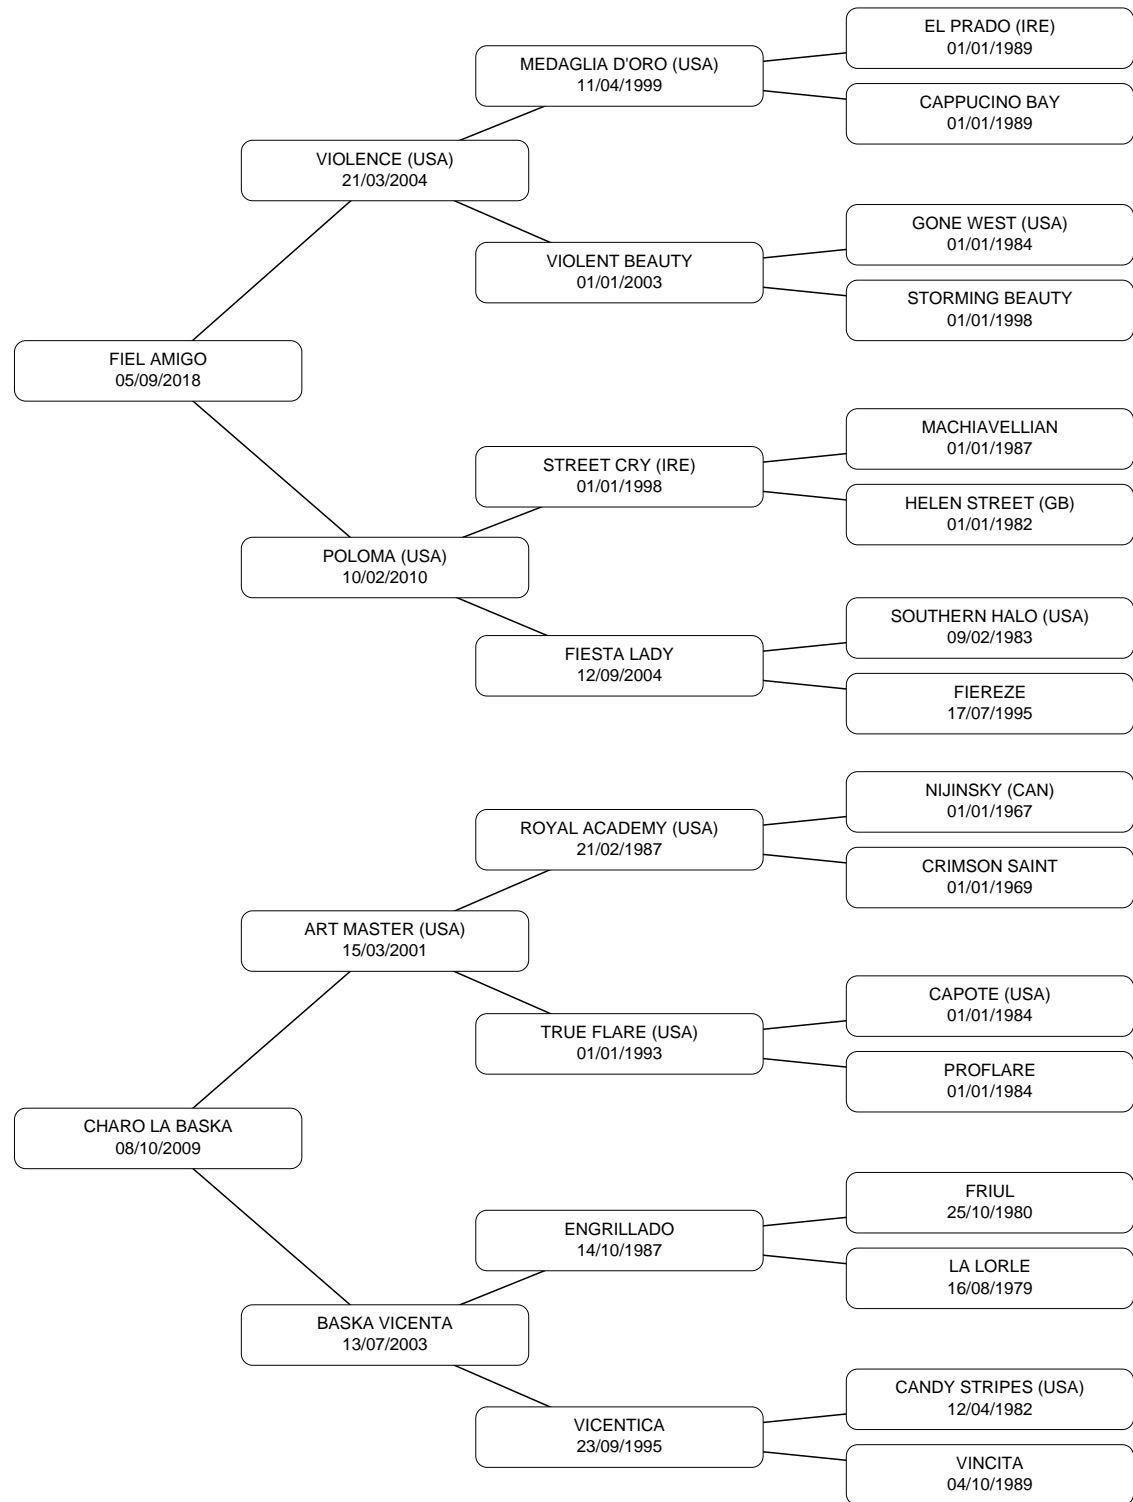 EL PRADO (IRE)
01/01/1989
MEDAGLIA D'ORO (USA)
11/04/1999
CAPPUCINO BAY
01/01/1989
VIOLENCE (USA)
21/03/2004
GONE WEST (USA)
01/01/1984
VIOLENT BEAUTY
01/01/2003
STORMING BEAUTY
01/01/1998
FIEL AMIGO
05/09/2018
MACHIAVELLIAN
01/01/1987
STREET CRY (IRE)
01/01/1998
HELEN STREET (GB)
01/01/1982
POLOMA (USA)
10/02/2010
SOUTHERN HALO (USA)
09/02/1983
FIESTA LADY
12/09/2004
FIEREZE
17/07/1995
NIJINSKY (CAN)
01/01/1967
ROYAL ACADEMY (USA)
21/02/1987
CRIMSON SAINT
01/01/1969
ART MASTER (USA)
15/03/2001
CAPOTE (USA)
01/01/1984
TRUE FLARE (USA)
01/01/1993
PROFLARE
01/01/1984
CHARO LA BASKA
08/10/2009
FRIUL
25/10/1980
ENGRILLADO
14/10/1987
LA LORLE
16/08/1979
BASKA VICENTA
13/07/2003
CANDY STRIPES (USA)
12/04/1982
VICENTICA
23/09/1995
VINCITA
04/10/1989